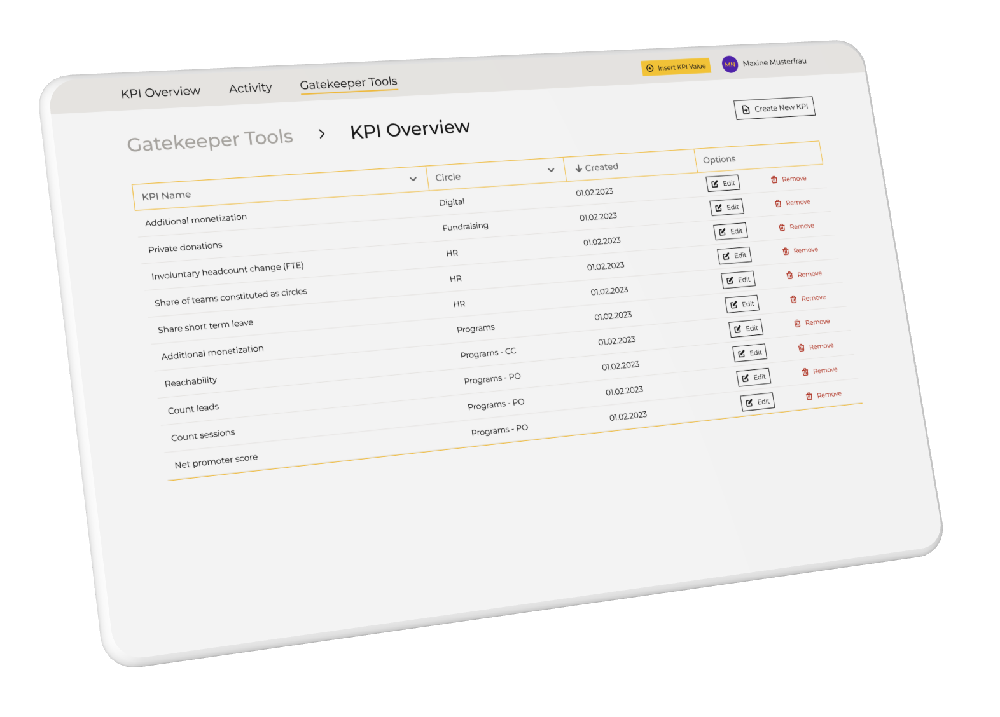 KPI Overview Activity Gatekeeper Tools Insert KPI Value MN Maxine Musterfrau
Gatekeeper Tools > KPI Overview Create New KPI
KPI Name Circle Created Options
Additional monetization Digital 01.02.2023 Edit Remove
Private donations Fundraising 01.02.2023 Edit Remove
Involuntary headcount change (FTE) HR 01.02.2023 Edit Remove
Share of teams constituted as circles HR 01.02.2023 Edit Remove
Share short term leave HR 01.02.2023 Edit Remove
Additional monetization Programs 01.02.2023 Edit Remove
Reachability Programs - CC 01.02.2023 Edit Remove
Count leads Programs - PO 01.02.2023 Edit Remove
Count sessions Programs - PO 01.02.2023 Edit Remove
Net promoter score Programs - PO 01.02.2023 Edit Remove